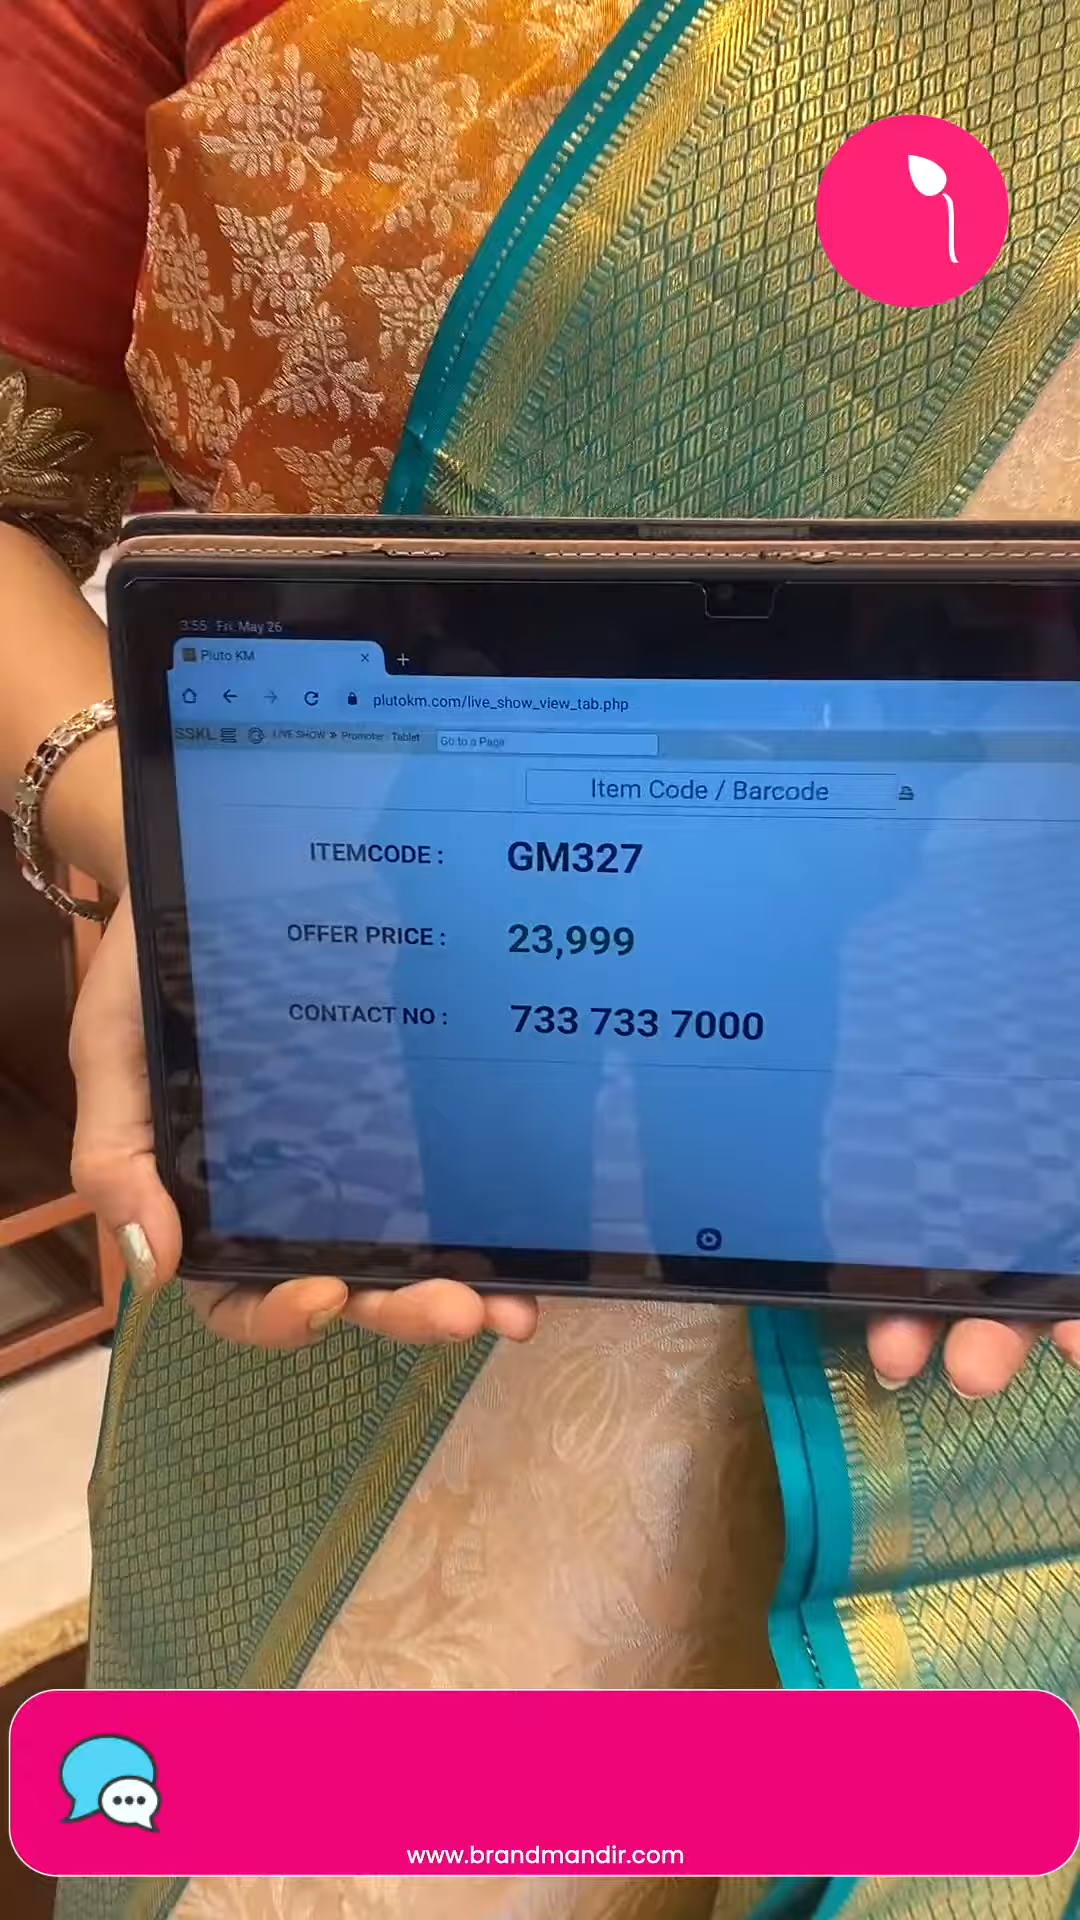 3:55 Fri, May 26
Pluto KM
plutokm.com/live_show_view_tab.php
SSKL LIVE SHOW » Promoter - Tablet Go to a Page
Item Code / Barcode
ITEMCODE : GM327
OFFER PRICE : 23,999
CONTACT NO : 733 733 7000
www.brandmandir.com